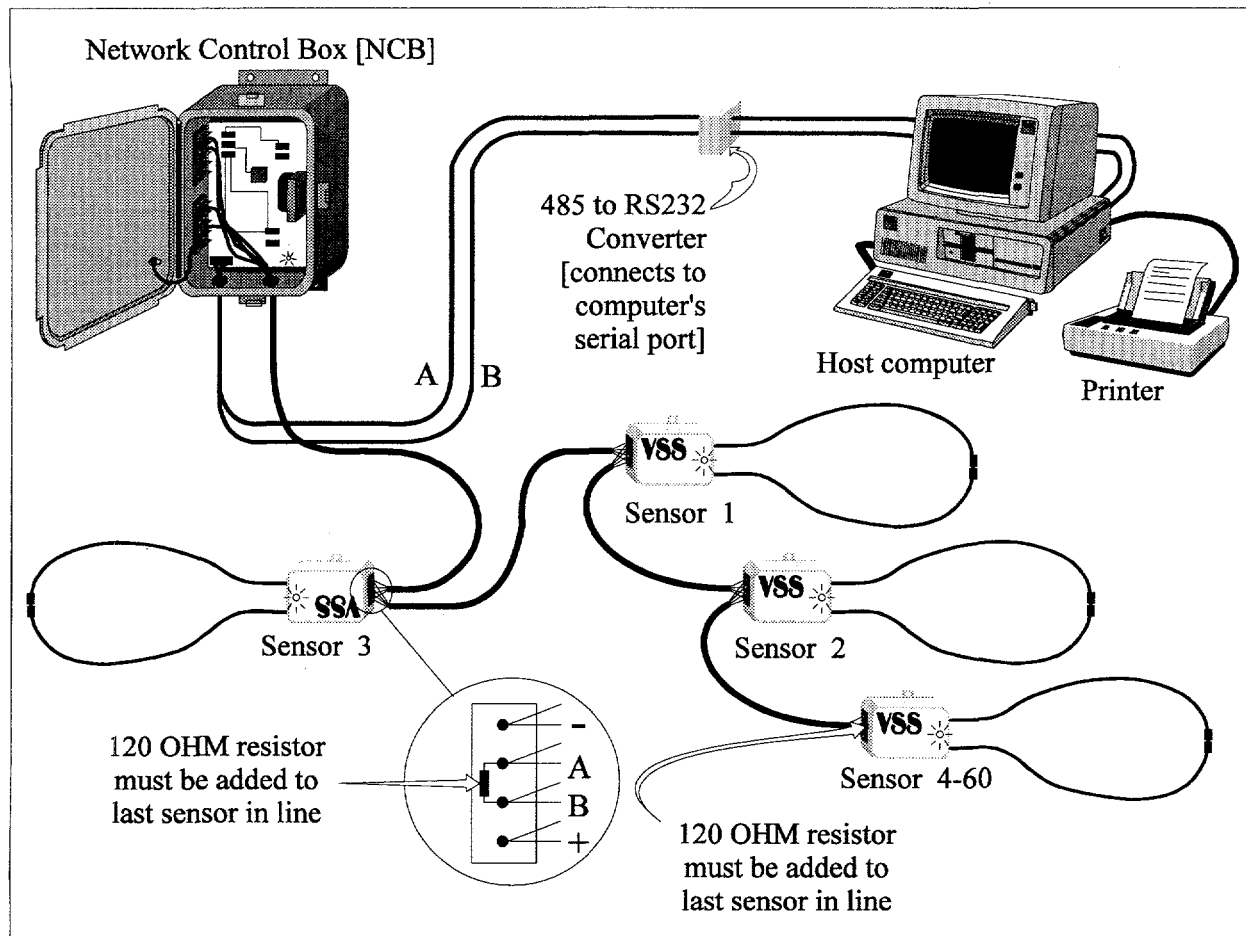 Network Control Box [NCB]
485 to RS232
Converter
[connects to
computer's
serial port]
Host computer
Printer
A B
VSS
Sensor 1
VSS
Sensor 3
VSS
Sensor 2
120 OHM resistor
must be added to
last sensor in line
-
A
B
+
VSS
Sensor 4-60
120 OHM resistor
must be added to
last sensor in line